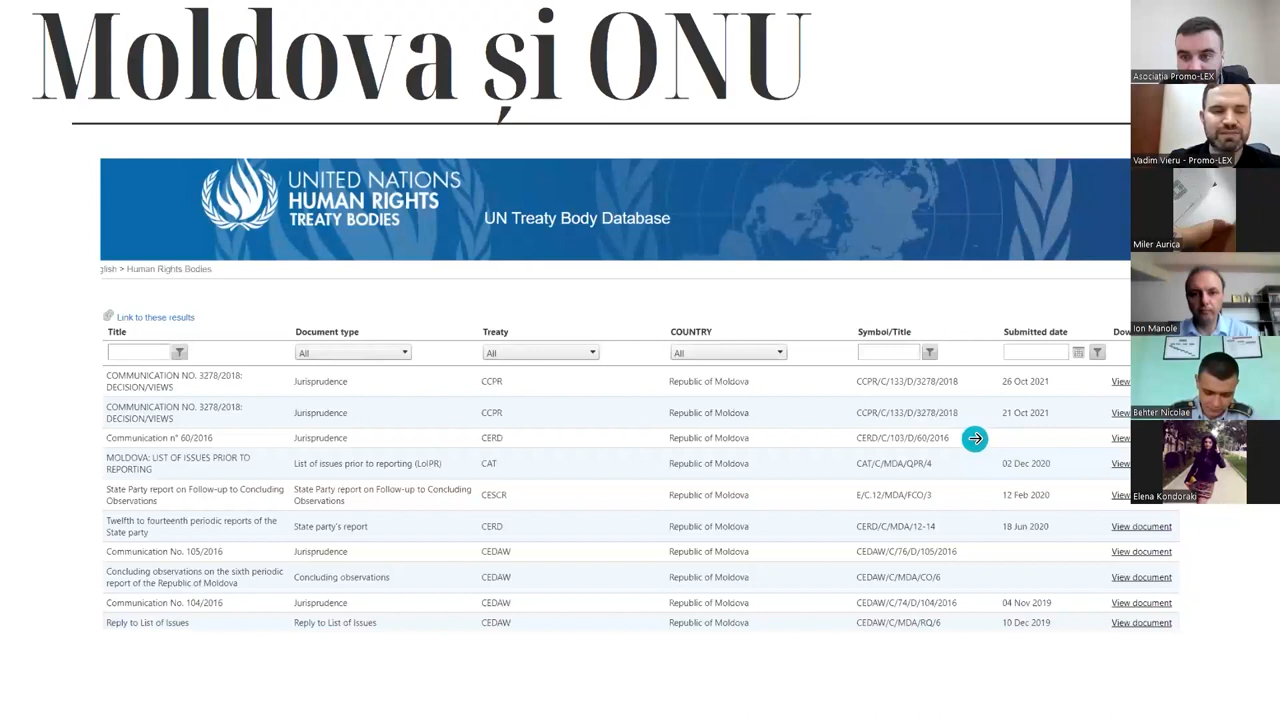 Moldova și ONU
UNITED NATIONS
HUMAN RIGHTS
TREATY BODIES
UN Treaty Body Database
glish > Human Rights Bodies
Link to these results
Title Document type Treaty COUNTRY Symbol/Title Submitted date Dow
All All All
COMMUNICATION NO. 3278/2018:
DECISION/VIEWS Jurisprudence CCPR Republic of Moldova CCPR/C/133/D/3278/2018 26 Oct 2021 View
COMMUNICATION NO. 3278/2018:
DECISION/VIEWS Jurisprudence CCPR Republic of Moldova CCPR/C/133/D/3278/2018 21 Oct 2021 View
Communication n° 60/2016 Jurisprudence CERD Republic of Moldova CERD/C/103/D/60/2016 View
MOLDOVA: LIST OF ISSUES PRIOR TO
REPORTING List of issues prior to reporting (LoIPR) CAT Republic of Moldova CAT/C/MDA/QPR/4 02 Dec 2020 View
State Party report on Follow-up to Concluding State Party report on Follow-up to Concluding
Observations Observations CESCR Republic of Moldova E/C.12/MDA/FCO/3 12 Feb 2020 View
Twelfth to fourteenth periodic reports of the
State party State party's report CERD Republic of Moldova CERD/C/MDA/12-14 18 Jun 2020 View document
Communication No. 105/2016 Jurisprudence CEDAW Republic of Moldova CEDAW/C/76/D/105/2016 View document
Concluding observations on the sixth periodic
report of the Republic of Moldova Concluding observations CEDAW Republic of Moldova CEDAW/C/MDA/CO/6 View document
Communication No. 104/2016 Jurisprudence CEDAW Republic of Moldova CEDAW/C/74/D/104/2016 04 Nov 2019 View document
Reply to List of Issues Reply to List of Issues CEDAW Republic of Moldova CEDAW/C/MDA/RQ/6 10 Dec 2019 View document
Asociația Promo-LEX
Vadim Vieru - Promo-LEX
Miler Aurica
Ion Manole
Behter Nicolae
Elena Kondoraki